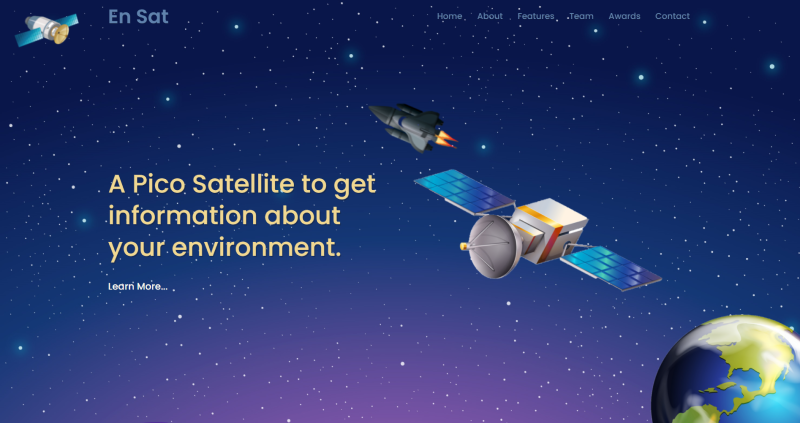 En Sat
Home About Features Team Awards Contact
A Pico Satellite to get
information about
your environment.
Learn More...